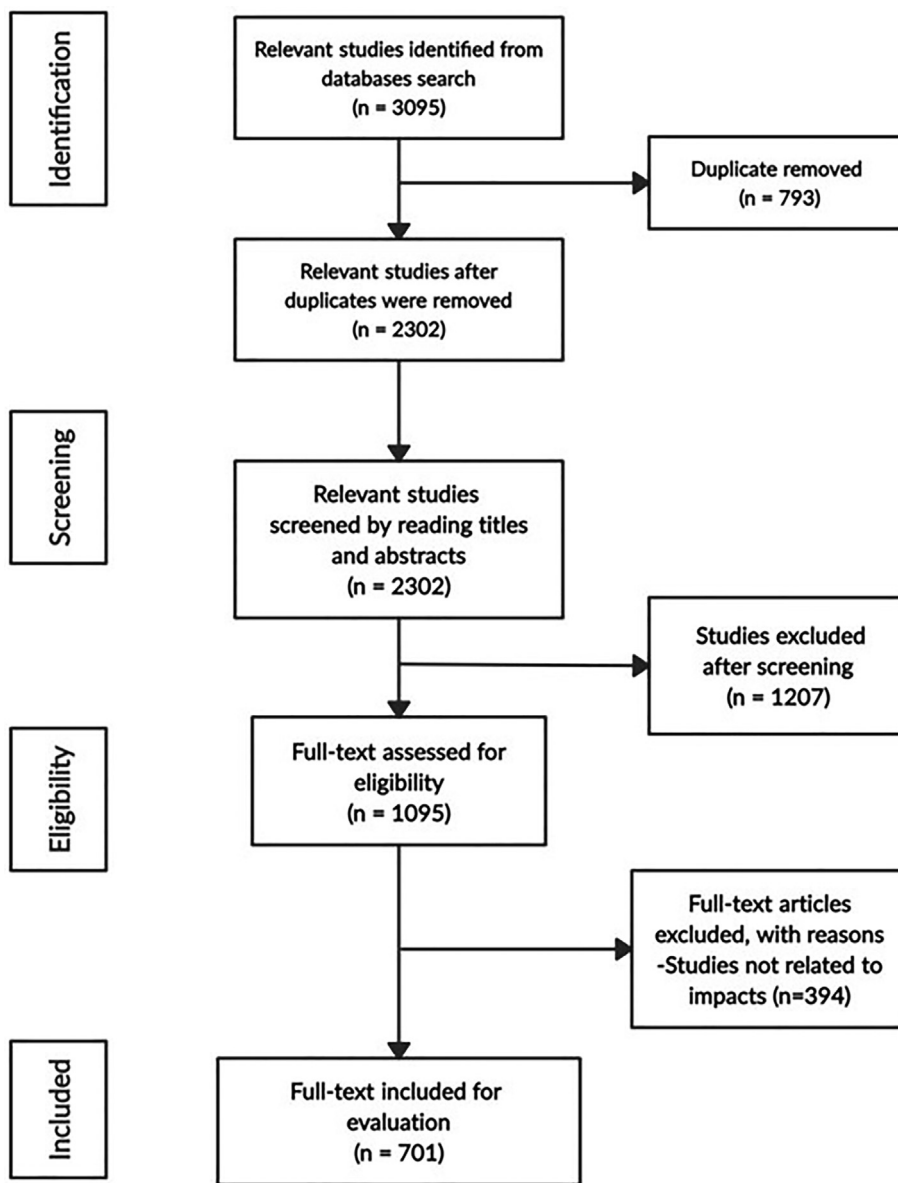 Identification
Relevant studies identified from
databases search
(n = 3095)
Duplicate removed
(n = 793)
Relevant studies after
duplicates were removed
(n = 2302)
Screening
Relevant studies
screened by reading titles
and abstracts
(n = 2302)
Studies excluded
after screening
(n = 1207)
Eligibility
Full-text assessed for
eligibility
(n = 1095)
Full-text articles
excluded, with reasons
-Studies not related to
impacts (n=394)
Included
Full-text included for
evaluation
(n = 701)